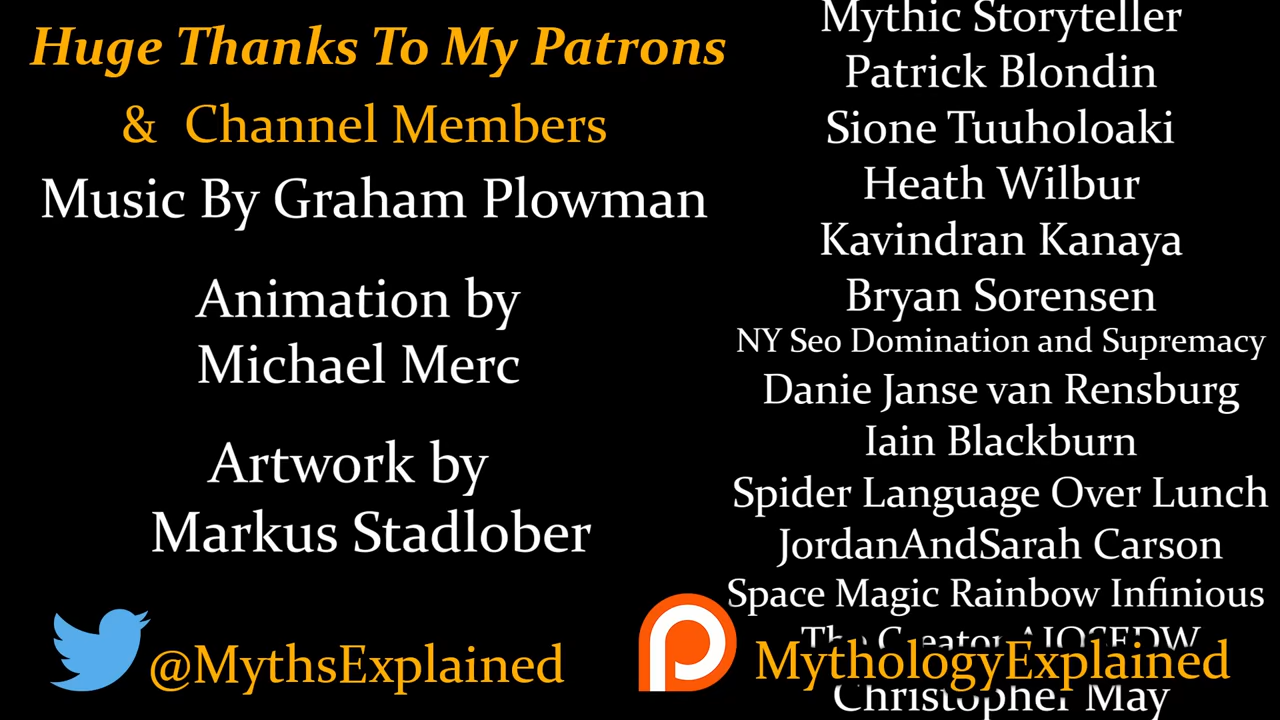 Huge Thanks To My Patrons
& Channel Members
Music By Graham Plowman
Animation by
Michael Merc
Artwork by
Markus Stadlober
@MythsExplained
Mythic Storyteller
Patrick Blondin
Sione Tuuholoaki
Heath Wilbur
Kavindran Kanaya
Bryan Sorensen
NY Seo Domination and Supremacy
Danie Janse van Rensburg
Iain Blackburn
Spider Language Over Lunch
JordanAndSarah Carson
Space Magic Rainbow Infinious
The Creator
MythologyExplained
Christopher May